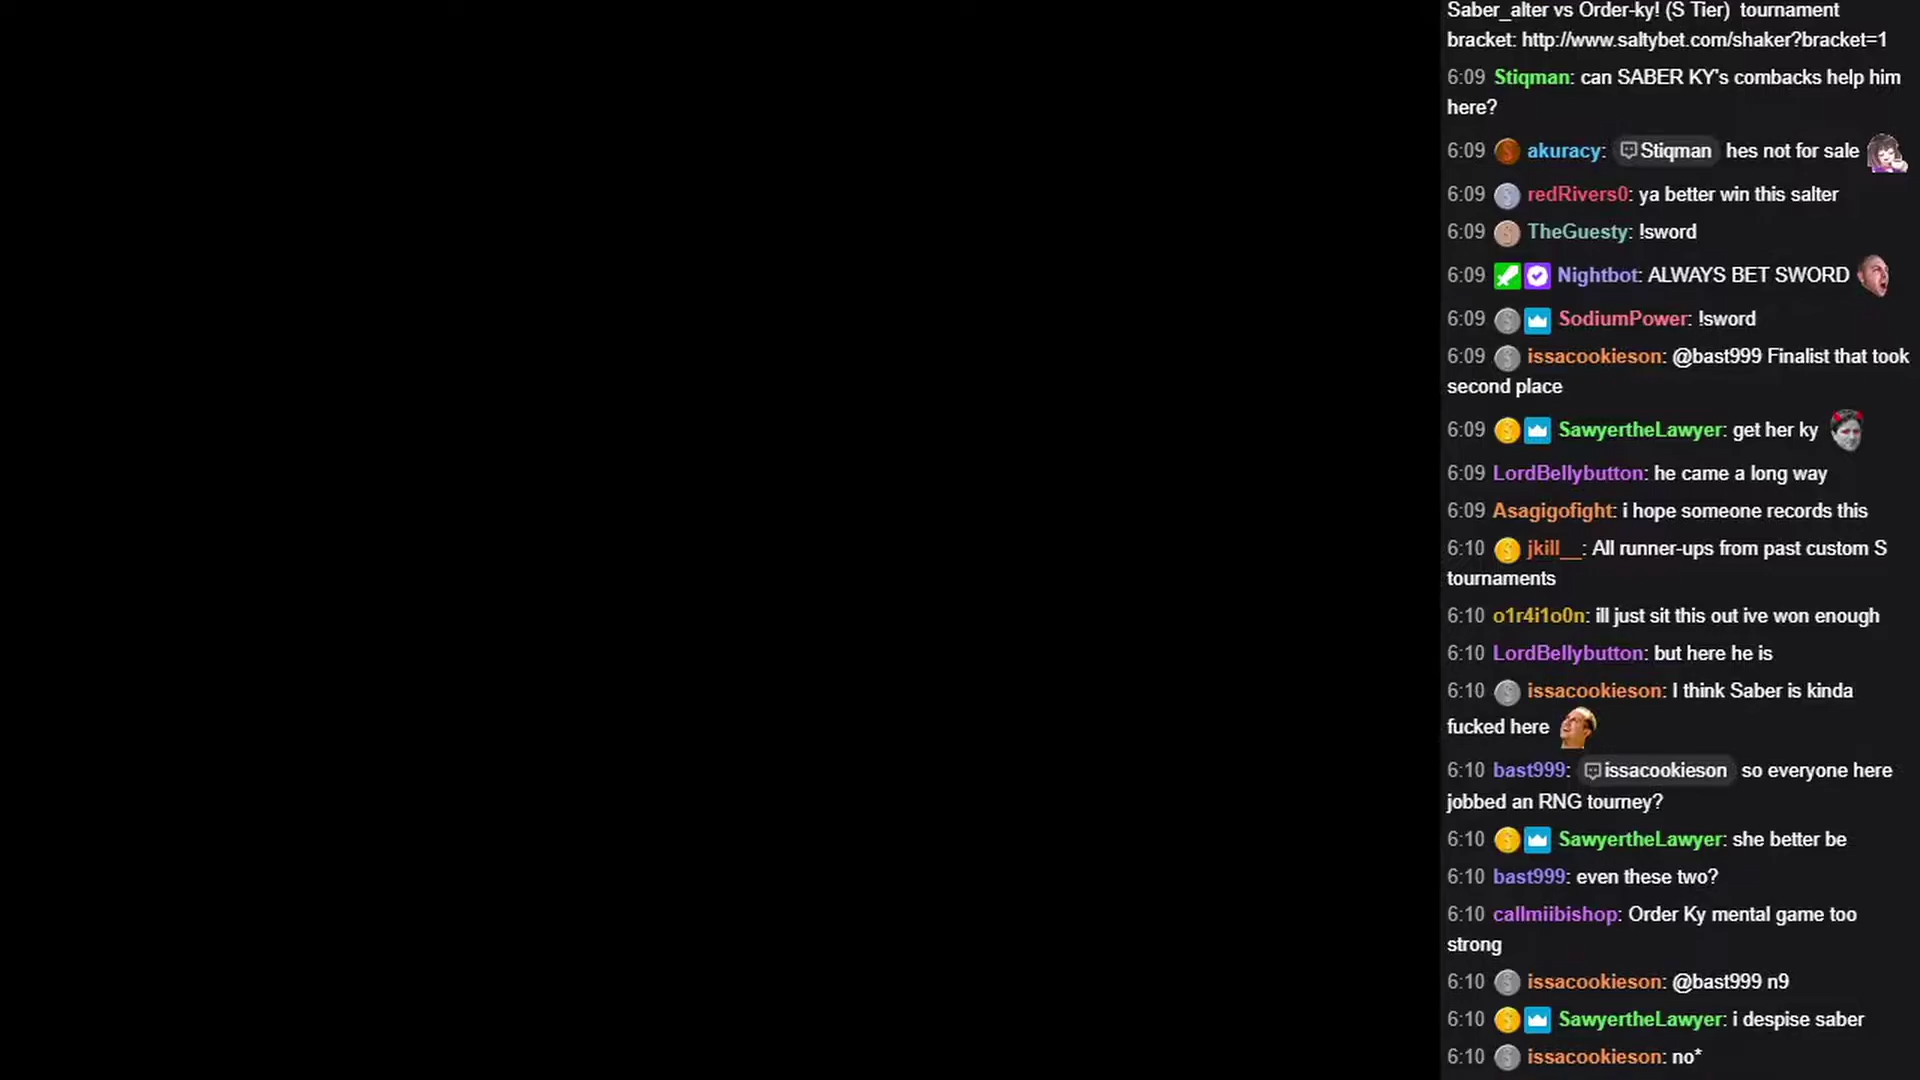 Saber_alter vs Order-ky! (S Tier) tournament
bracket: http://www.saltybet.com/shaker?bracket=1
6:09 Stiqman: can SABER KY's combacks help him
here?
6:09 akuracy: Stiqman hes not for sale
6:09 redRivers0: ya better win this salter
6:09 TheGuesty: !sword
6:09 Nightbot: ALWAYS BET SWORD
6:09 SodiumPower: !sword
6:09 issacookieson: @bast999 Finalist that took
second place
6:09 SawyertheLawyer: get her ky
6:09 LordBellybutton: he came a long way
6:09 Asagigofight: i hope someone records this
6:10 jkill__: All runner-ups from past custom S
tournaments
6:10 o1r4i1o0n: ill just sit this out ive won enough
6:10 LordBellybutton: but here he is
6:10 issacookieson: I think Saber is kinda
fucked here
6:10 bast999: issacookieson so everyone here
jobbed an RNG tourney?
6:10 SawyertheLawyer: she better be
6:10 bast999: even these two?
6:10 callmiibishop: Order Ky mental game too
strong
6:10 issacookieson: @bast999 n9
6:10 SawyertheLawyer: i despise saber
6:10 issacookieson: no*